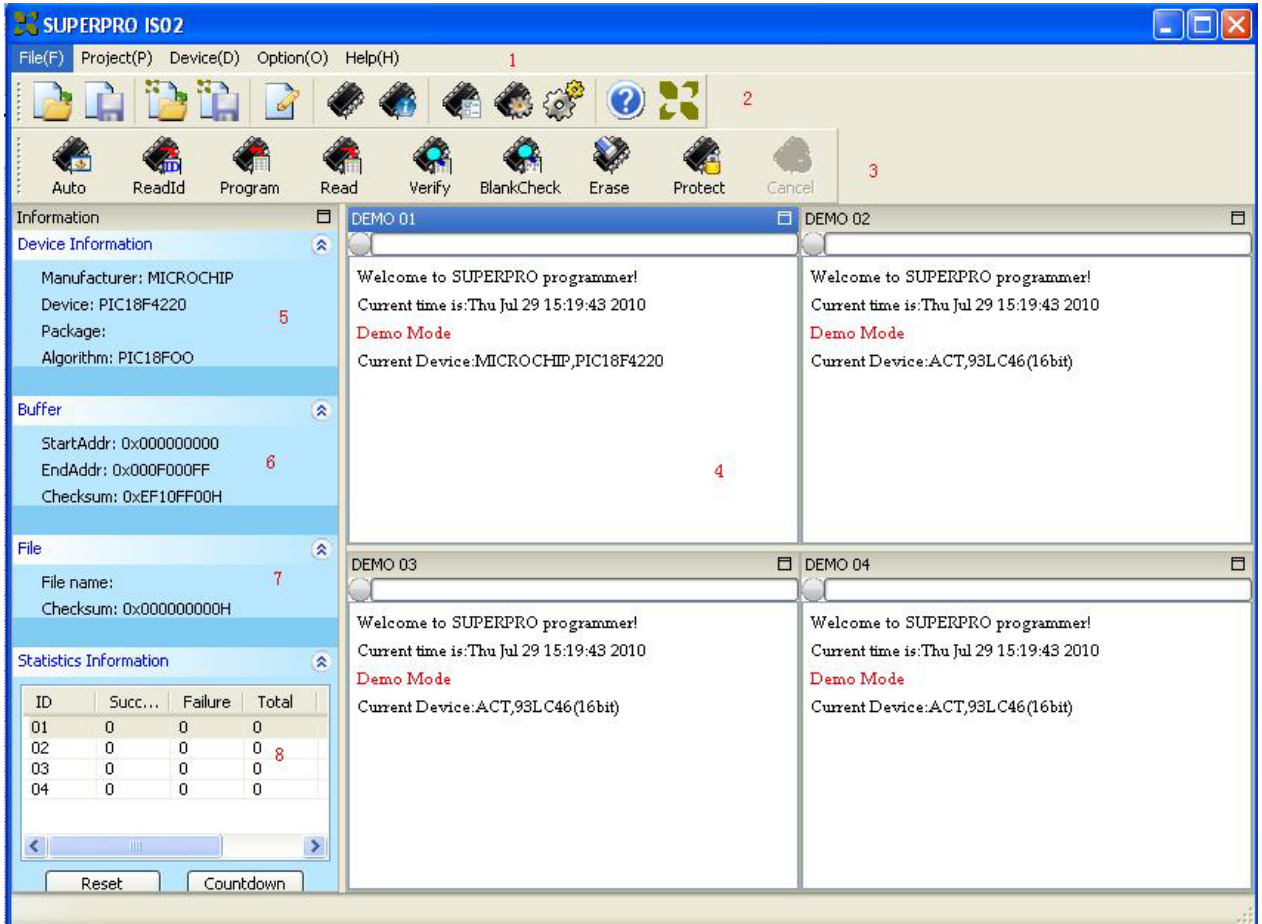 SUPERPRO IS02
File(F) Project(P) Device(D) Option(O) Help(H)
1
2
Auto ReadId Program Read Verify BlankCheck Erase Protect Cancel
3
Information
Device Information
Manufacturer: MICROCHIP
Device: PIC18F4220
Package:
Algorithm: PIC18FOO
5
Buffer
StartAddr: 0x000000000
EndAddr: 0x000F000FF
Checksum: 0xEF10FF00H
6
File
File name:
Checksum: 0x000000000H
7
Statistics Information
ID Succ... Failure Total
01 0 0 0
02 0 0 0
03 0 0 0
04 0 0 0
8
Reset Countdown
DEMO 01
Welcome to SUPERPRO programmer!
Current time is:Thu Jul 29 15:19:43 2010
Demo Mode
Current Device:MICROCHIP,PIC18F4220
4
DEMO 02
Welcome to SUPERPRO programmer!
Current time is:Thu Jul 29 15:19:43 2010
Demo Mode
Current Device:ACT,93LC46(16bit)
DEMO 03
Welcome to SUPERPRO programmer!
Current time is:Thu Jul 29 15:19:43 2010
Demo Mode
Current Device:ACT,93LC46(16bit)
DEMO 04
Welcome to SUPERPRO programmer!
Current time is:Thu Jul 29 15:19:43 2010
Demo Mode
Current Device:ACT,93LC46(16bit)